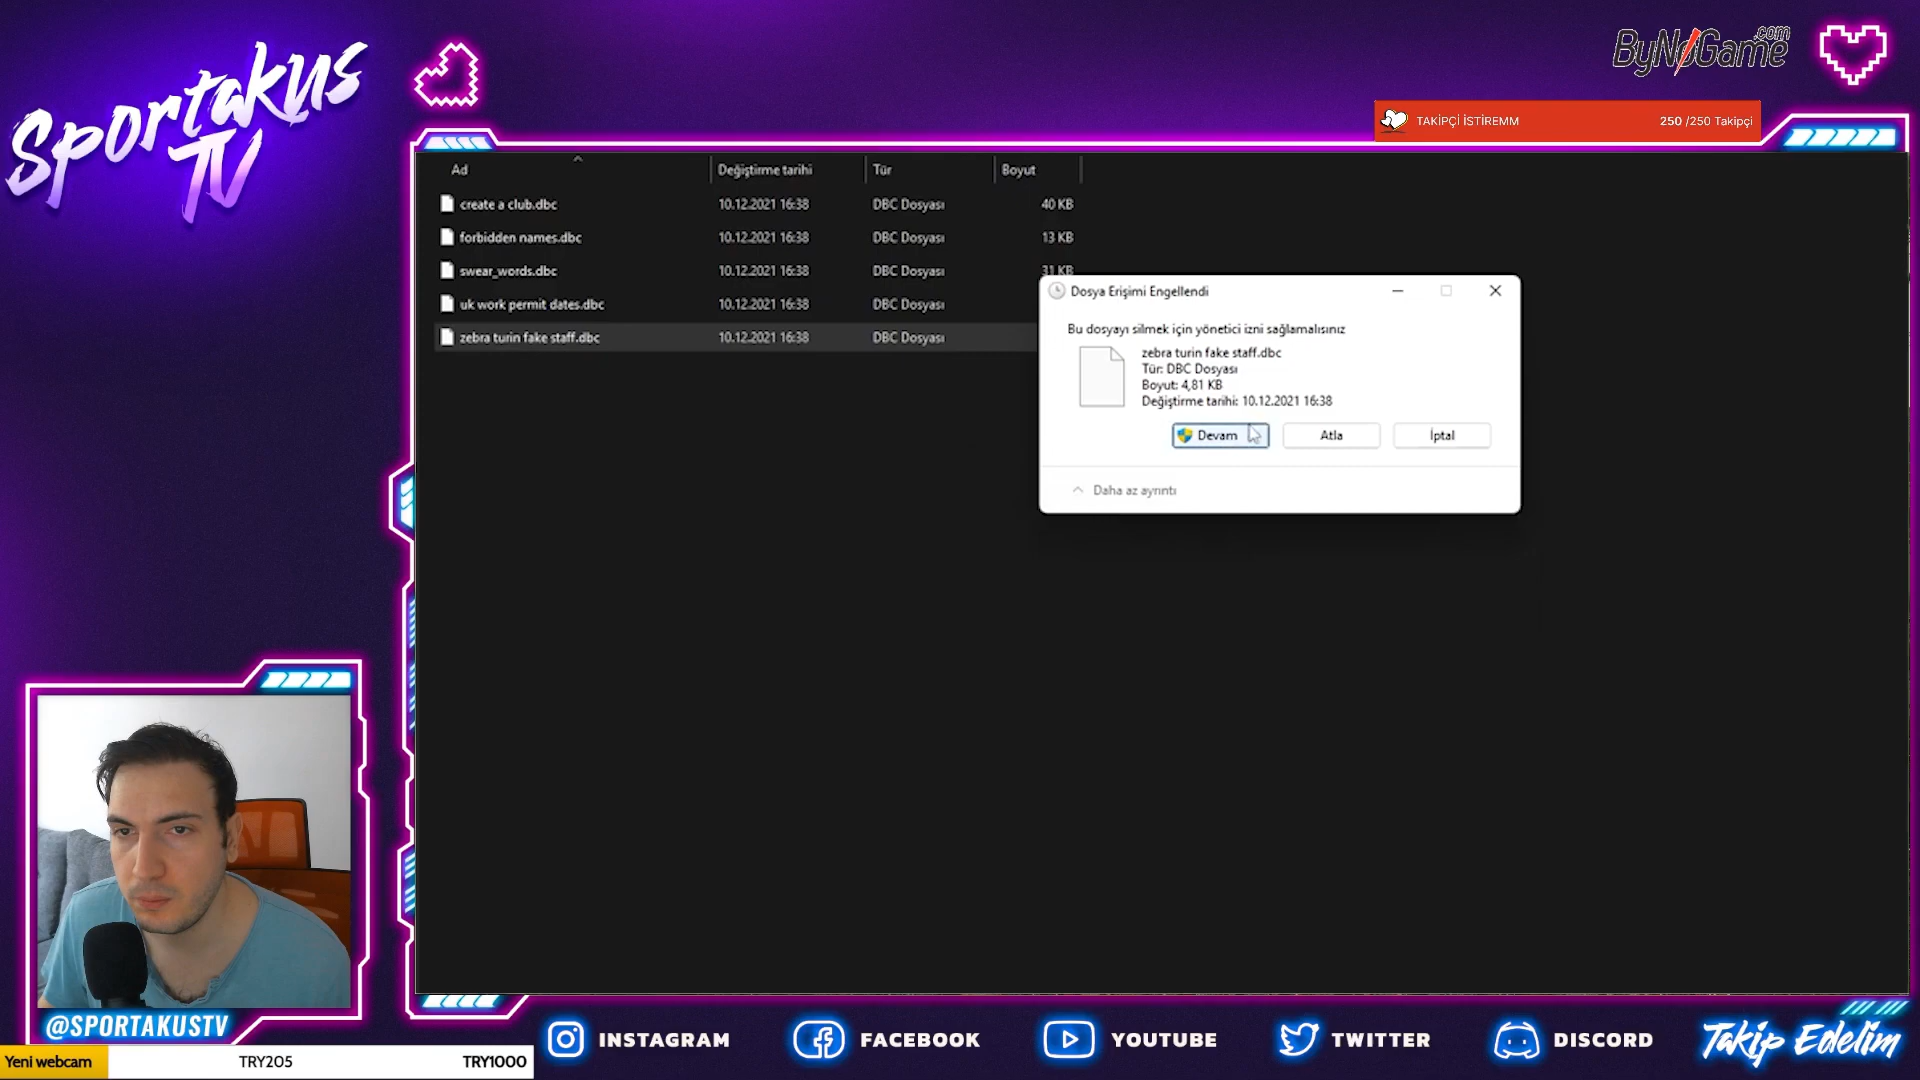 Sportakus
TV
ByNoGame
.com
TAKİPÇİ İSTİREMM
250 /250 Takipçi
Ad
Değiştirme tarihi
Tür
Boyut
create a club.dbc
10.12.2021 16:38
DBC Dosyası
40 KB
forbidden names.dbc
10.12.2021 16:38
DBC Dosyası
13 KB
swear_words.dbc
10.12.2021 16:38
DBC Dosyası
31 KB
uk work permit dates.dbc
10.12.2021 16:38
DBC Dosyası
zebra turin fake staff.dbc
10.12.2021 16:38
DBC Dosyası
Dosya Erişimi Engellendi
Bu dosyayı silmek için yönetici izni sağlamalısınız
zebra turin fake staff.dbc
Tür: DBC Dosyası
Boyut: 4,81 KB
Değiştirme tarihi: 10.12.2021 16:38
Devam
Atla
İptal
Daha az ayrıntı
@SPORTAKUSTV
Yeni webcam
TRY205
TRY1000
INSTAGRAM
FACEBOOK
YOUTUBE
TWITTER
DISCORD
Takip Edelim